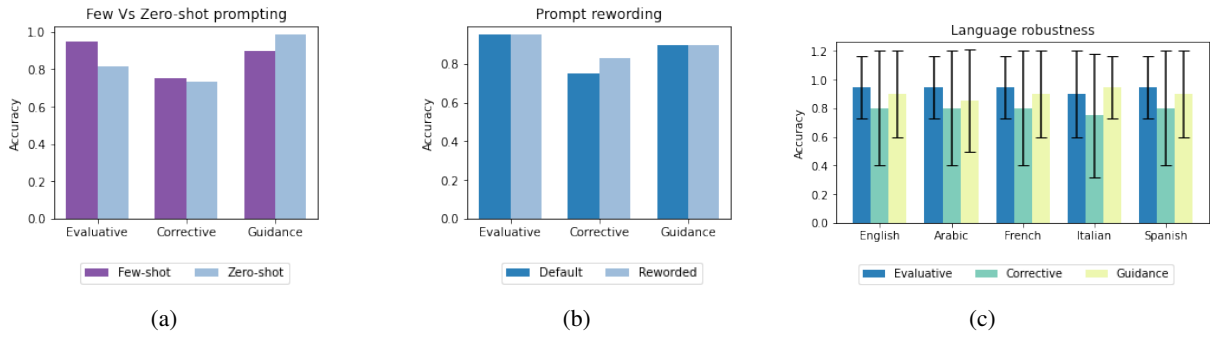 Few Vs Zero-shot prompting
Accuracy
1.0
0.8
0.6
0.4
0.2
0.0
Evaluative Corrective Guidance
Few-shot Zero-shot
(a)
Prompt rewording
Accuracy
0.8
0.6
0.4
0.2
0.0
Evaluative Corrective Guidance
Default Reworded
(b)
Language robustness
Accuracy
1.2
1.0
0.8
0.6
0.4
0.2
0.0
English Arabic French Italian Spanish
Evaluative Corrective Guidance
(c)